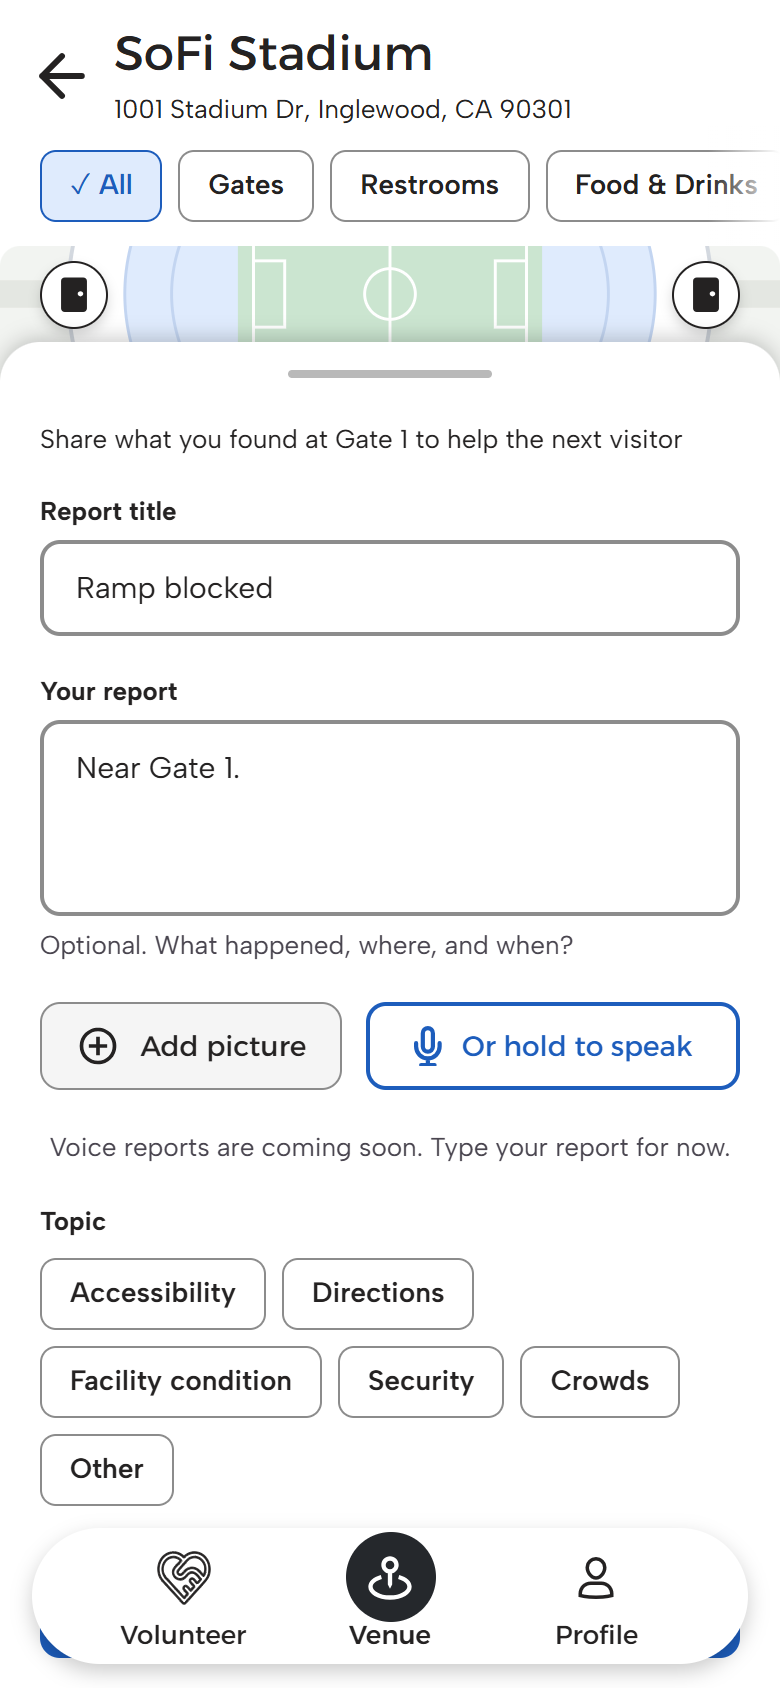 SoFi Stadium
1001 Stadium Dr, Inglewood, CA 90301
✓ All
Gates
Restrooms
Food & Drinks
Share what you found at Gate 1 to help the next visitor
Report title
Ramp blocked
Your report
Near Gate 1.
Optional. What happened, where, and when?
Add picture
Or hold to speak
Voice reports are coming soon. Type your report for now.
Topic
Accessibility
Directions
Facility condition
Security
Crowds
Other
Volunteer
Venue
Profile